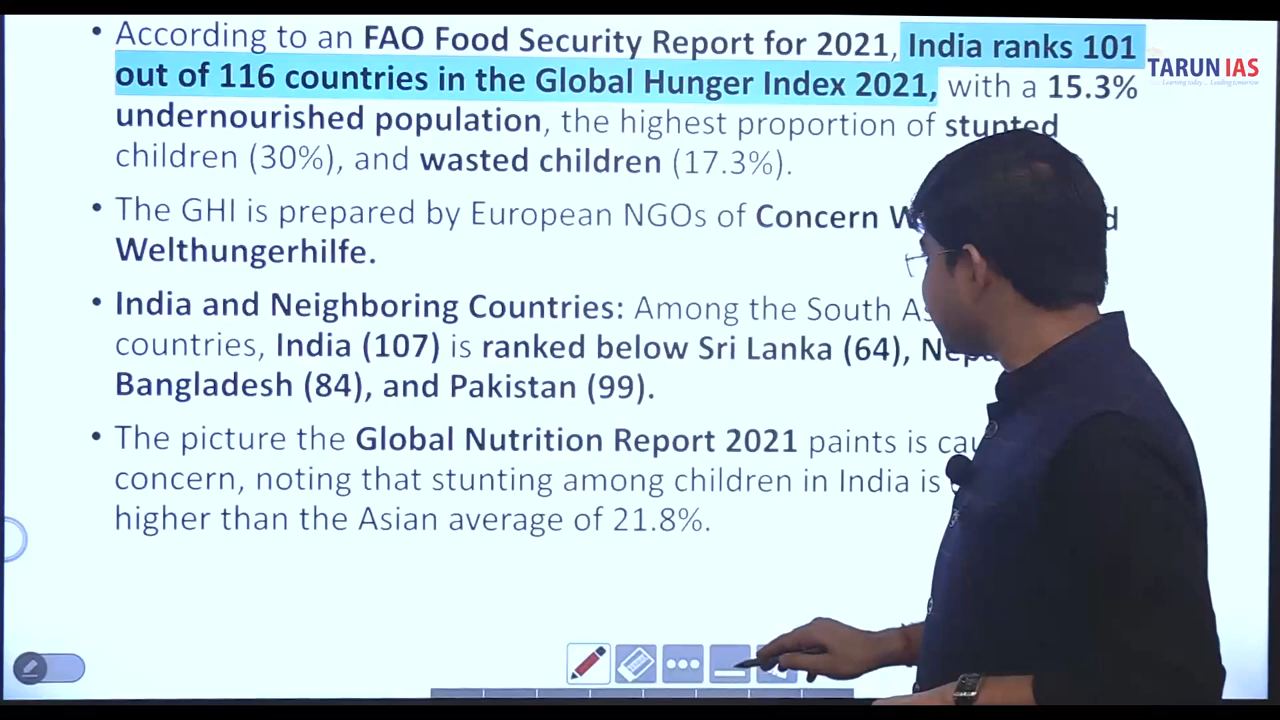 • According to an FAO Food Security Report for 2021, India ranks 101
out of 116 countries in the Global Hunger Index 2021, with a 15.3%
undernourished population, the highest proportion of stunted
children (30%), and wasted children (17.3%).
• The GHI is prepared by European NGOs of Concern
Welthungerhilfe.
• India and Neighboring Countries: Among the South
countries, India (107) is ranked below Sri Lanka (64),
Bangladesh (84), and Pakistan (99).
• The picture the Global Nutrition Report 2021 paints is
concern, noting that stunting among children in India is
higher than the Asian average of 21.8%.
TARUN IAS
Learning today... Leading tomorrow